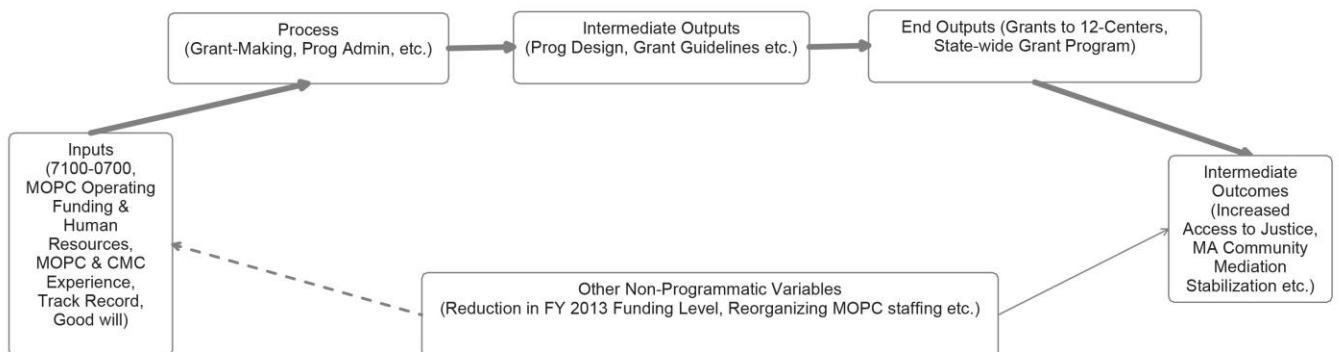 Process
(Grant-Making, Prog Admin, etc.)
Intermediate Outputs
(Prog Design, Grant Guidelines etc.)
End Outputs (Grants to 12-Centers,
State-wide Grant Program)
Inputs
(7100-0700,
MOPC Operating
Funding &
Human
Resources,
MOPC & CMC
Experience,
Track Record,
Good will)
Other Non-Programmatic Variables
(Reduction in FY 2013 Funding Level, Reorganizing MOPC staffing etc.)
Intermediate
Outcomes
(Increased
Access to Justice,
MA Community
Mediation
Stabilization etc.)